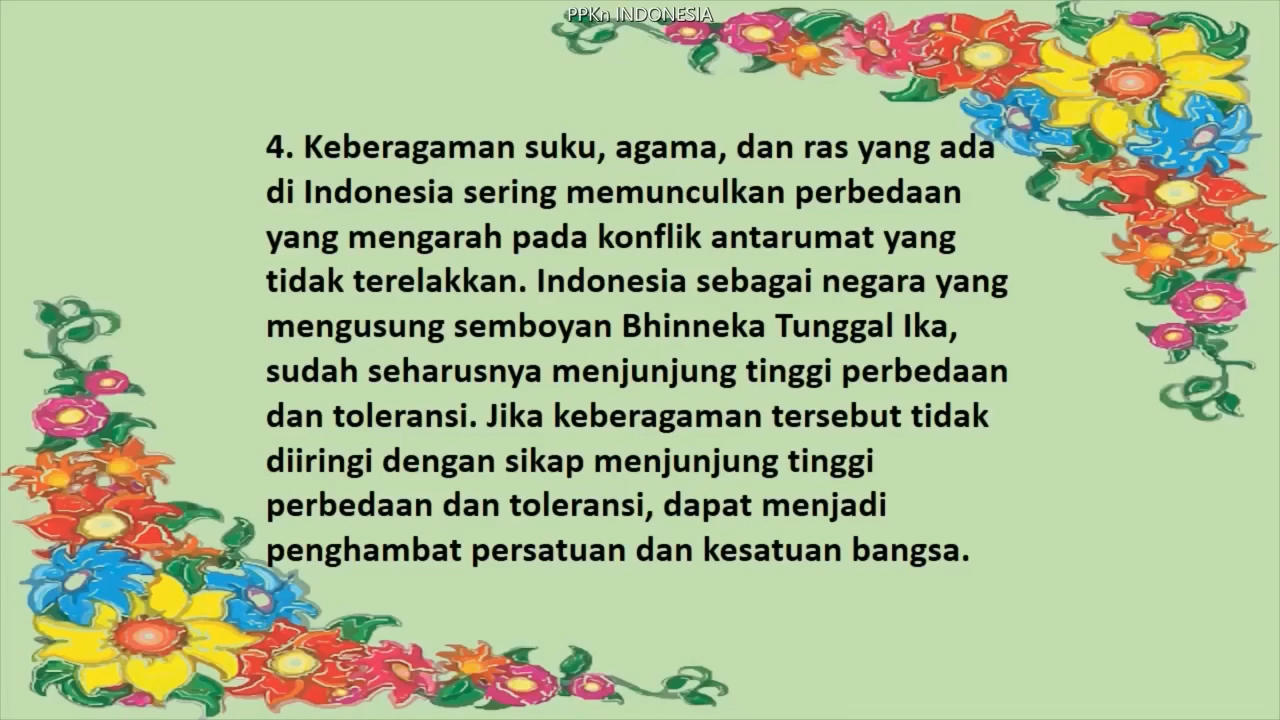 PPKn INDONESIA
4. Keberagaman suku, agama, dan ras yang ada
di Indonesia sering memunculkan perbedaan
yang mengarah pada konflik antarumat yang
tidak terelakkan. Indonesia sebagai negara yang
mengusung semboyan Bhinneka Tunggal Ika,
sudah seharusnya menjunjung tinggi perbedaan
dan toleransi. Jika keberagaman tersebut tidak
diiringi dengan sikap menjunjung tinggi
perbedaan dan toleransi, dapat menjadi
penghambat persatuan dan kesatuan bangsa.